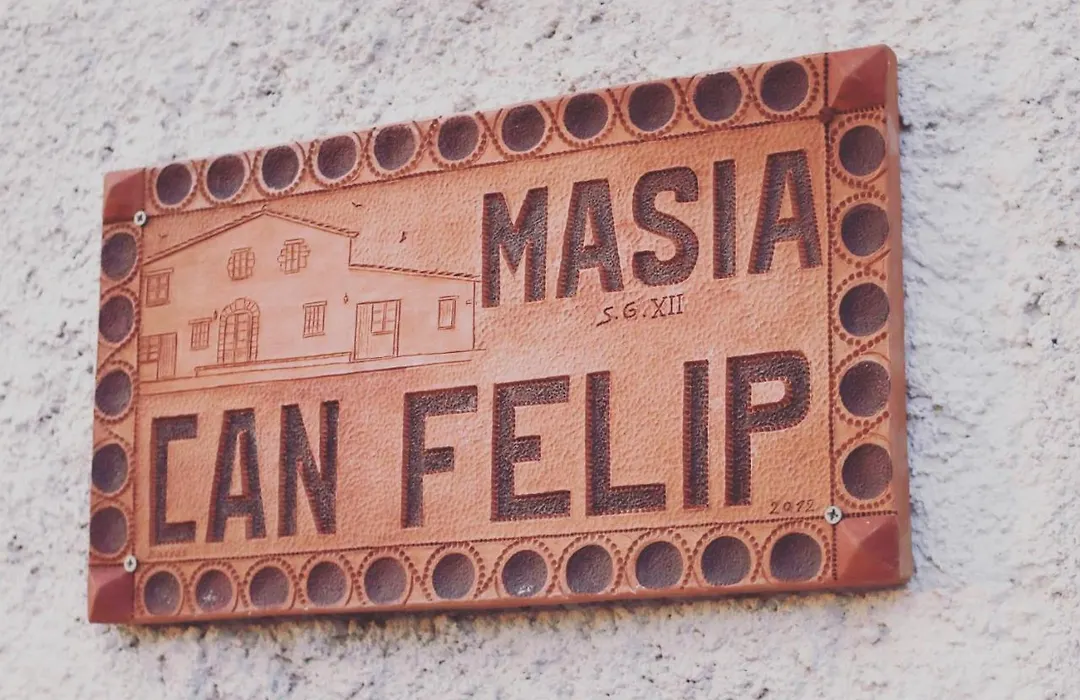 MASIA
S.G.XII
CAN FELIP
2012